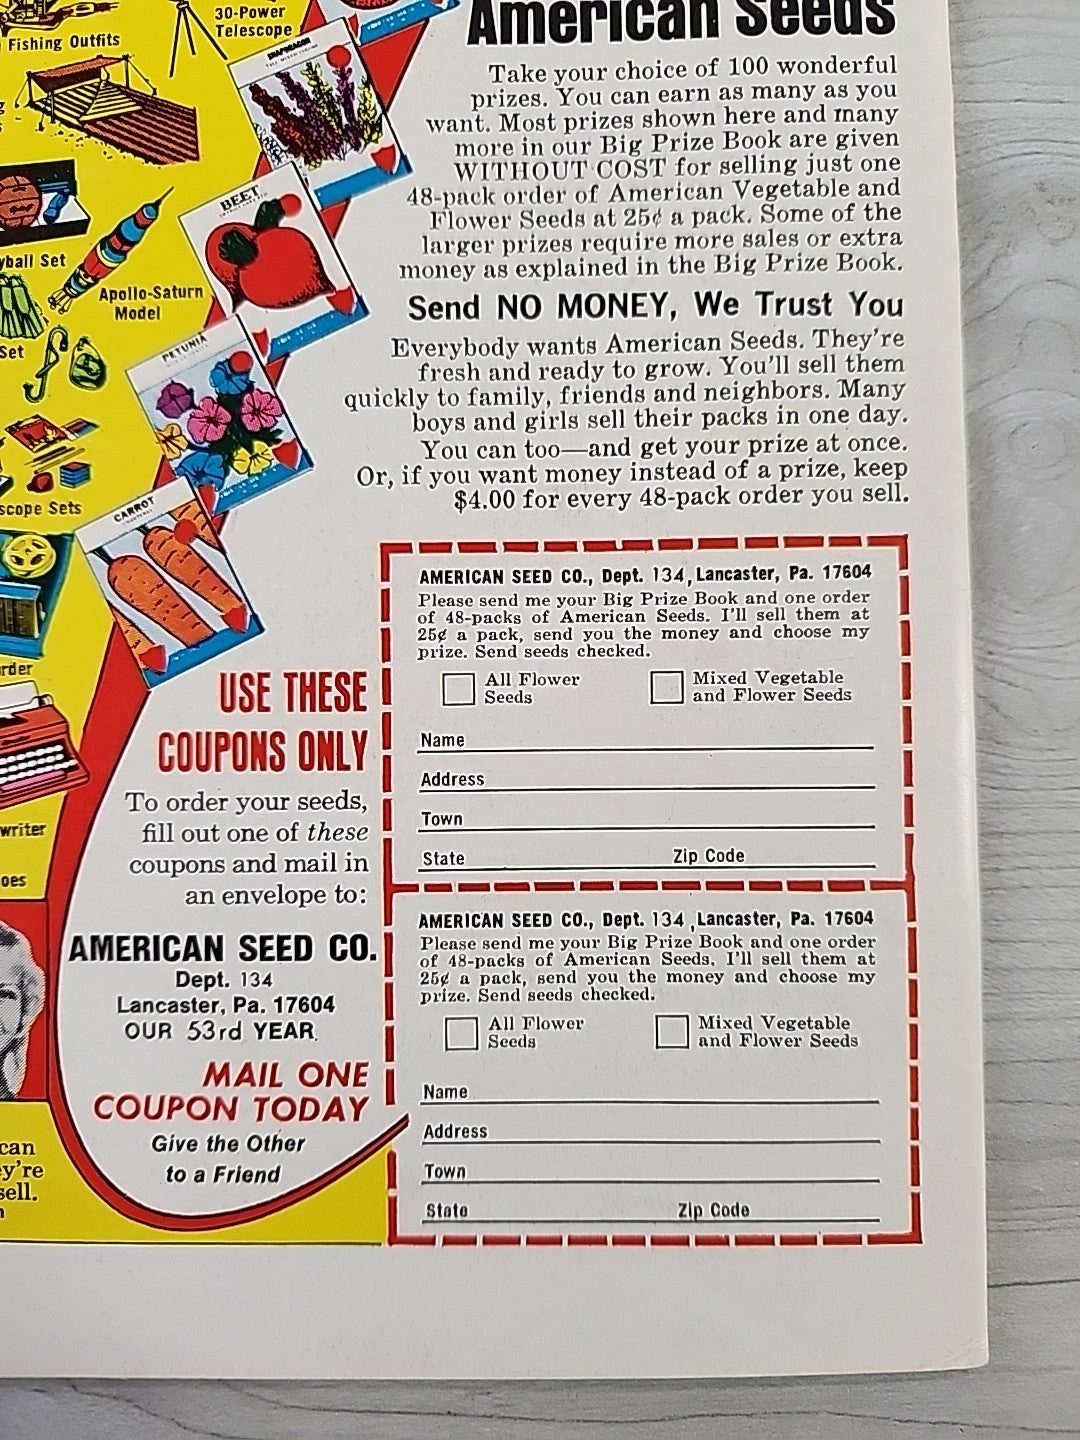 American Seeds
Take your choice of 100 wonderful
prizes. You can earn as many as you
want. Most prizes shown here and many
more in our Big Prize Book are given
WITHOUT COST for selling just one
48-pack order of American Vegetable and
Flower Seeds at 25¢ a pack. Some of the
larger prizes require more sales or extra
money as explained in the Big Prize Book.
Send NO MONEY, We Trust You
Everybody wants American Seeds. They're
fresh and ready to grow. You'll sell them
quickly to family, friends and neighbors. Many
boys and girls sell their packs in one day.
You can too—and get your prize at once.
Or, if you want money instead of a prize, keep
$4.00 for every 48-pack order you sell.
30-Power
Telescope
Fishing Outfits
SNAPDRAGON
BEET
yball Set
Apollo-Saturn
Model
Set
PETUNIA
scope Sets
CARROT
rder
writer
oes
can
y're
sell.
USE THESE
COUPONS ONLY
To order your seeds,
fill out one of these
coupons and mail in
an envelope to:
AMERICAN SEED CO.
Dept. 134
Lancaster, Pa. 17604
OUR 53rd YEAR
MAIL ONE
COUPON TODAY
Give the Other
to a Friend
AMERICAN SEED CO., Dept. 134, Lancaster, Pa. 17604
Please send me your Big Prize Book and one order
of 48-packs of American Seeds. I'll sell them at
25¢ a pack, send you the money and choose my
prize. Send seeds checked.
All Flower
Seeds
Mixed Vegetable
and Flower Seeds
Name
Address
Town
State Zip Code
AMERICAN SEED CO., Dept. 134, Lancaster, Pa. 17604
Please send me your Big Prize Book and one order
of 48-packs of American Seeds. I'll sell them at
25¢ a pack, send you the money and choose my
prize. Send seeds checked.
All Flower
Seeds
Mixed Vegetable
and Flower Seeds
Name
Address
Town
State Zip Code